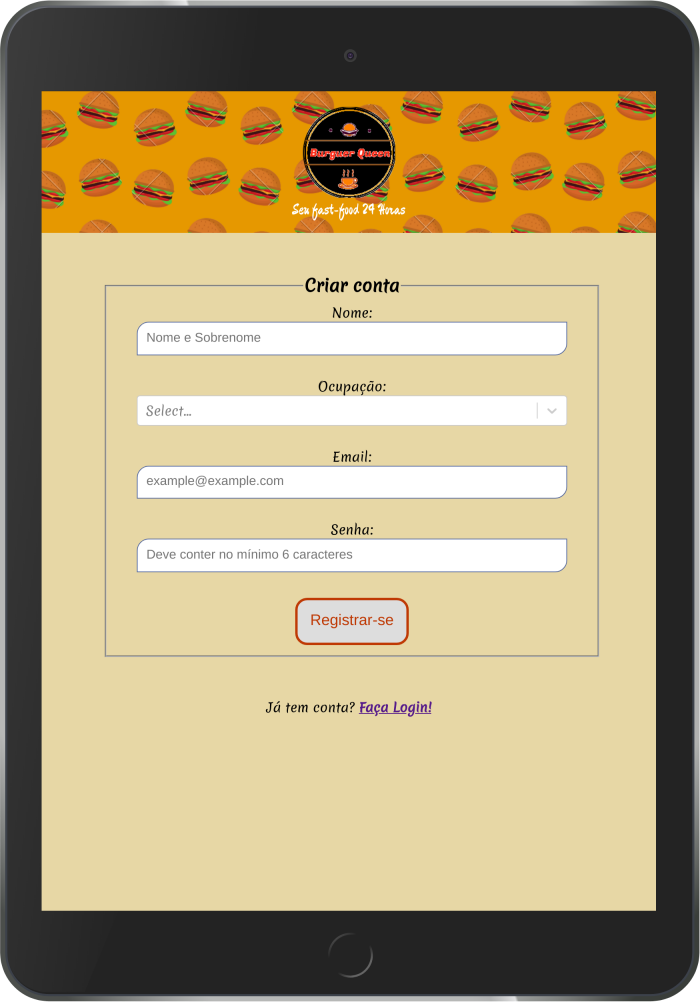 Burguer Queen
Seu fast-food 24 Horas
Criar conta
Nome:
Nome e Sobrenome
Ocupação:
Select...
Email:
example@example.com
Senha:
Deve conter no mínimo 6 caracteres
Registrar-se
Já tem conta? Faça Login!